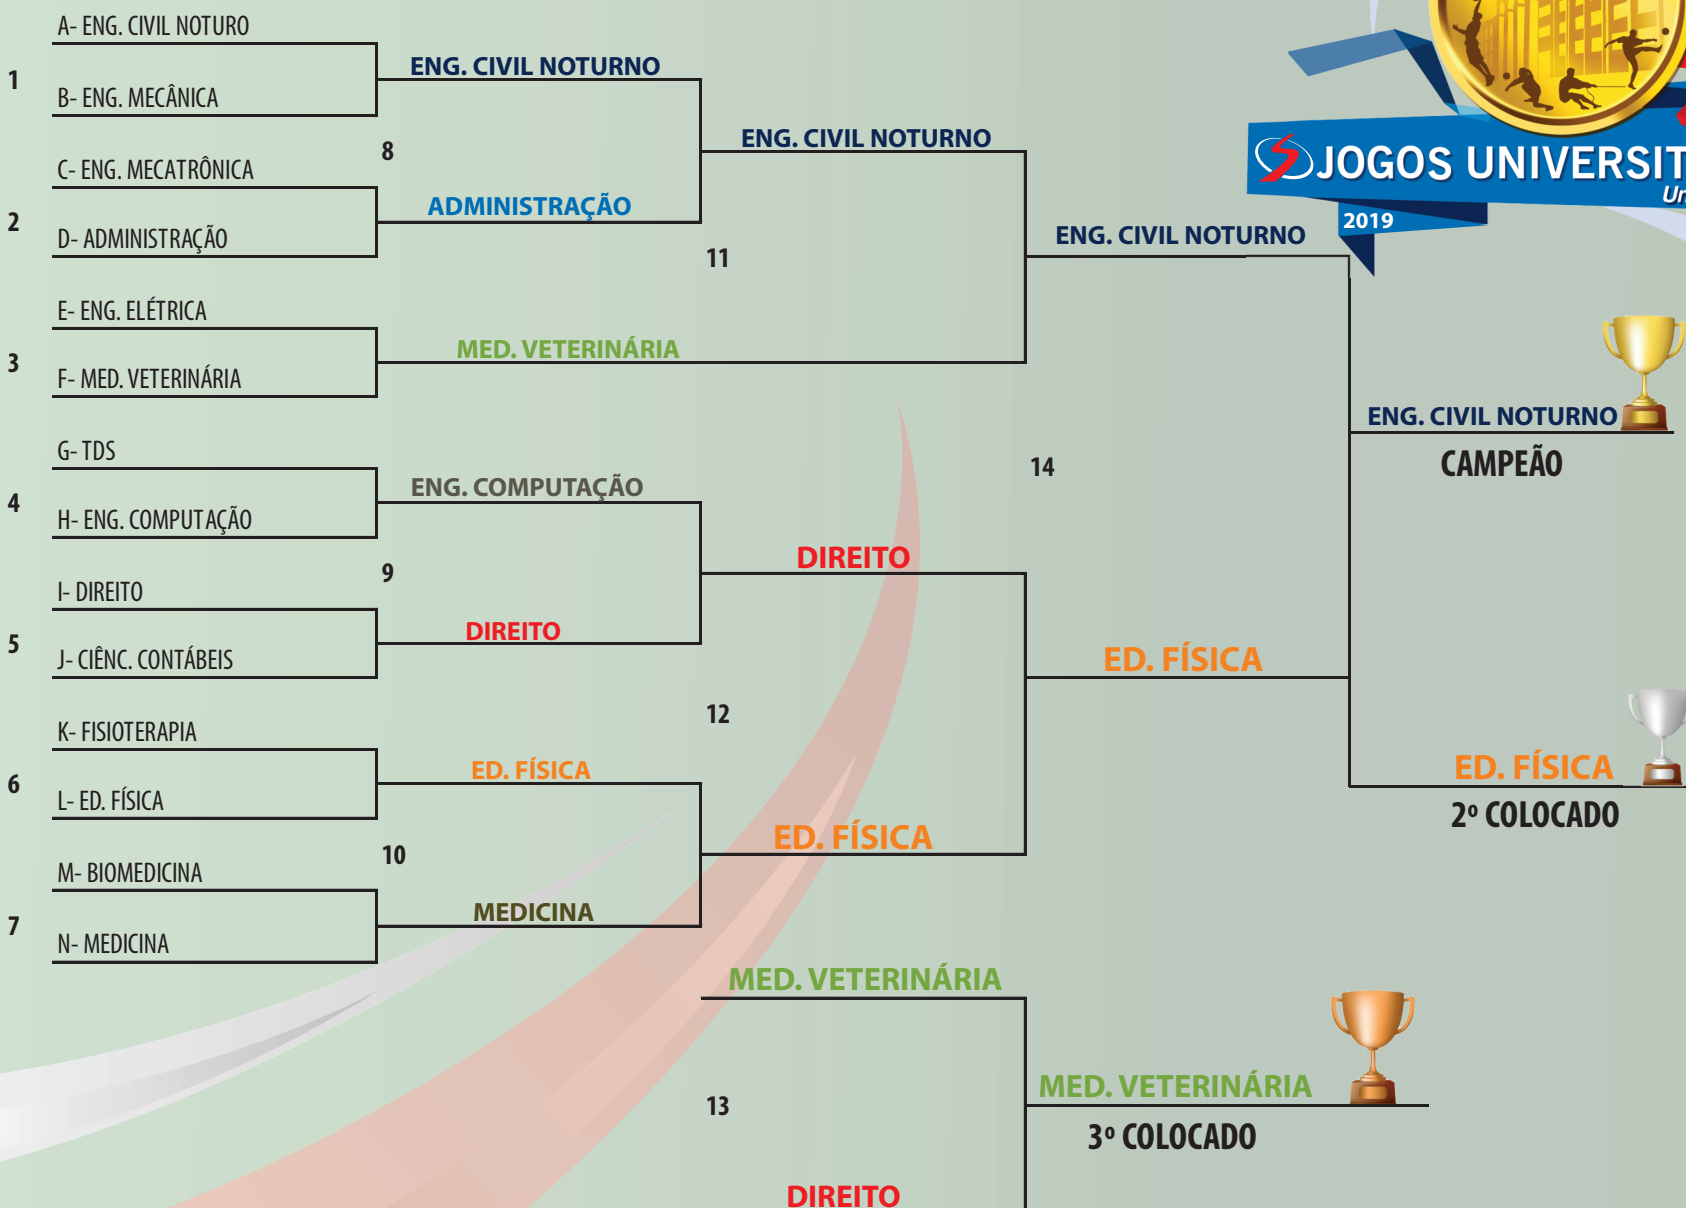 A- ENG. CIVIL NOTURO
1
B- ENG. MECÂNICA
ENG. CIVIL NOTURNO
8
C- ENG. MECATRÔNICA
2
D- ADMINISTRAÇÃO
ADMINISTRAÇÃO
ENG. CIVIL NOTURNO
11
E- ENG. ELÉTRICA
3
F- MED. VETERINÁRIA
MED. VETERINÁRIA
ENG. CIVIL NOTURNO
JOGOS UNIVERSIT
Un
2019
G- TDS
4
H- ENG. COMPUTAÇÃO
ENG. COMPUTAÇÃO
9
I- DIREITO
5
J- CIÊNC. CONTÁBEIS
DIREITO
DIREITO
14
ENG. CIVIL NOTURNO
CAMPEÃO
12
K- FISIOTERAPIA
6
L- ED. FÍSICA
ED. FÍSICA
10
M- BIOMEDICINA
7
N- MEDICINA
MEDICINA
ED. FÍSICA
ED. FÍSICA
ED. FÍSICA
2º COLOCADO
MED. VETERINÁRIA
13
DIREITO
MED. VETERINÁRIA
3º COLOCADO